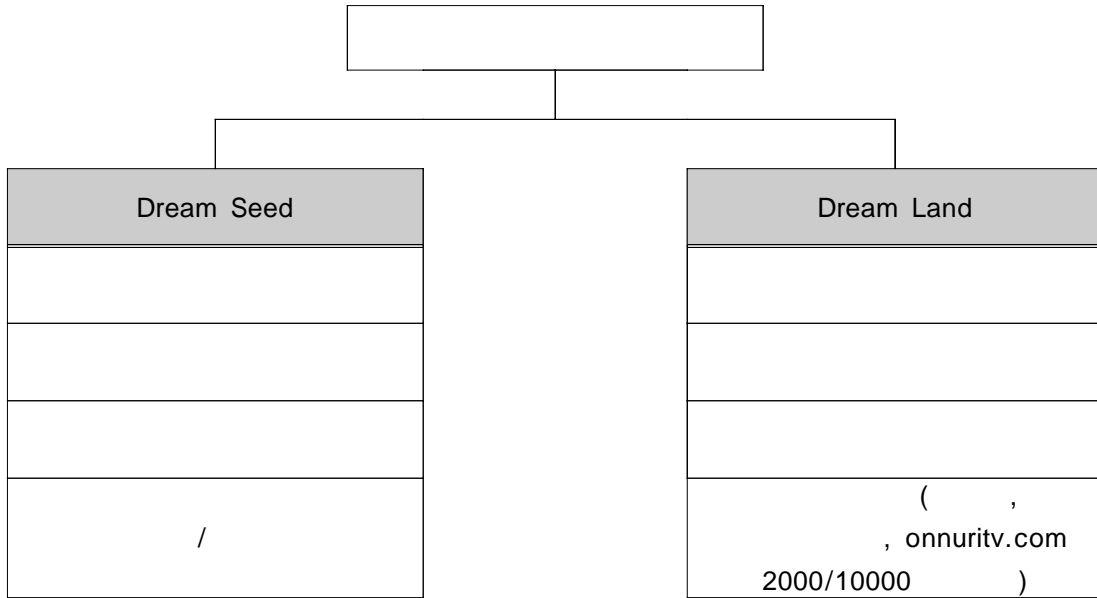 Dream Seed
Dream Land
/
( ,
, onnuritv.com
2000/10000 )